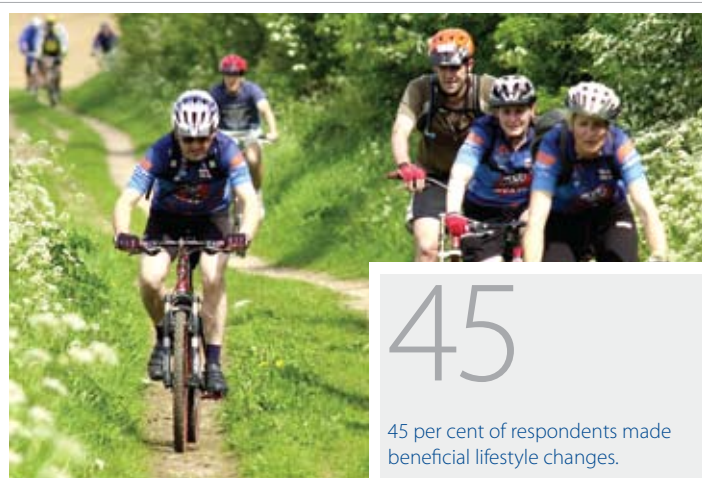 45
45 per cent of respondents made
beneficial lifestyle changes.